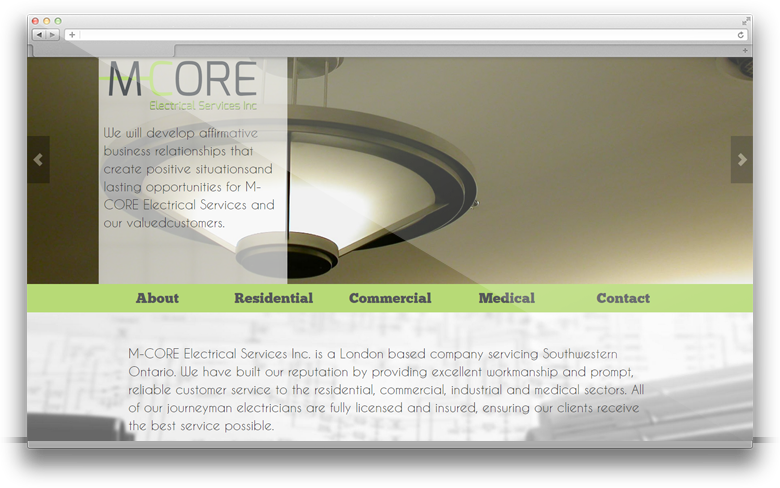 M-CORE
Electrical Services Inc
We will develop affirmative
business relationships that
create positive situationsand
lasting opportunities for M-
CORE Electrical Services and
our valuedcustomers.
About Residential Commercial Medical Contact
M-CORE Electrical Services Inc. is a London based company servicing Southwestern
Ontario. We have built our reputation by providing excellent workmanship and prompt,
reliable customer service to the residential, commercial, industrial and medical sectors. All
of our journeyman electricians are fully licensed and insured, ensuring our clients receive
the best service possible.